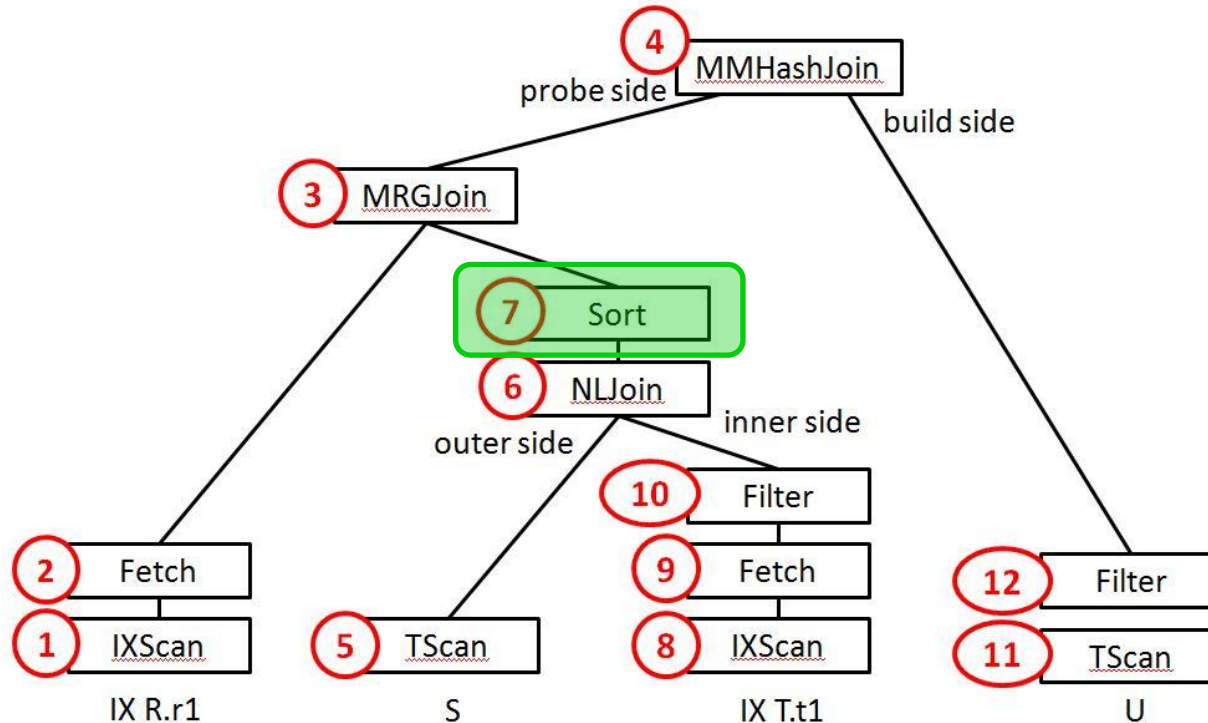 4
MMHashJoin
probe side
build side
3
MRGJoin
7
Sort
6
NLJoin
outer side
inner side
10
Filter
2
Fetch
9
Fetch
12
Filter
1
IXScan
5
TScan
8
IXScan
11
TScan
IX R.r1
S
IX T.t1
U